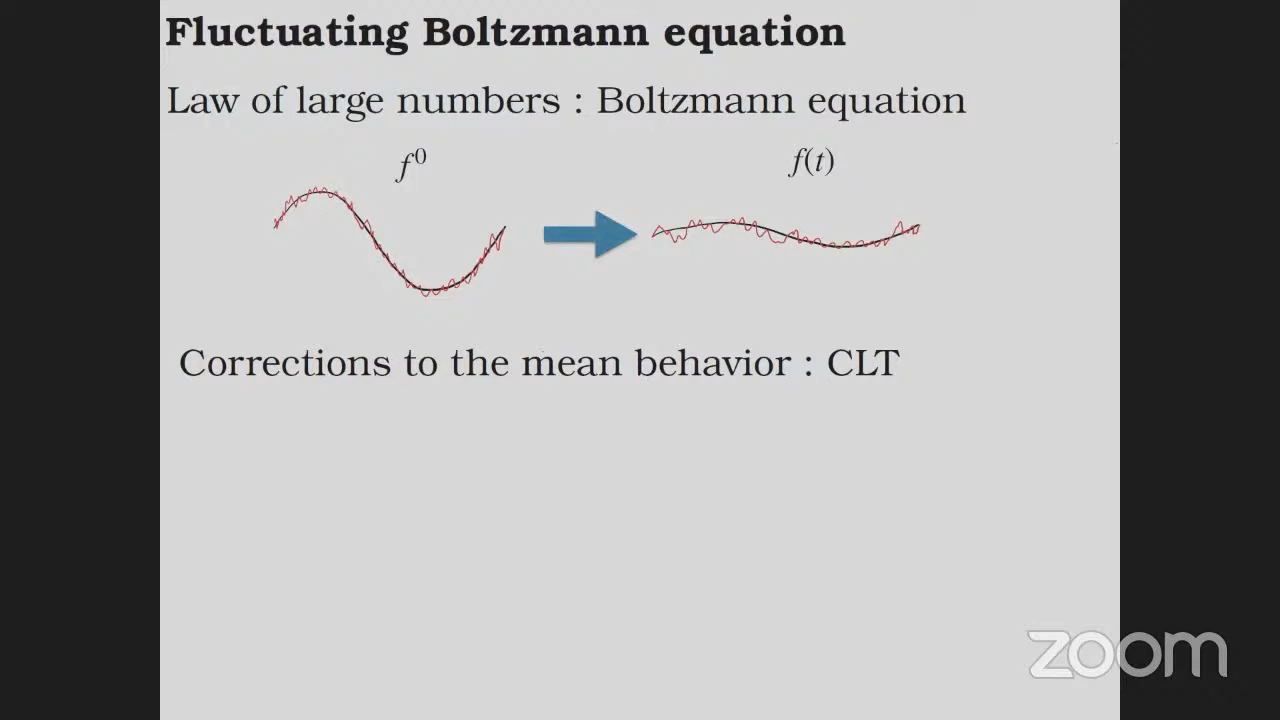 Fluctuating Boltzmann equation
Law of large numbers : Boltzmann equation
f⁰
f(t)
Corrections to the mean behavior : CLT
zoom